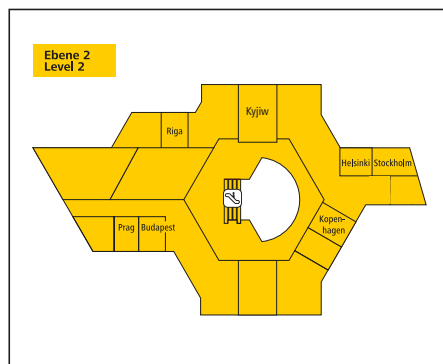 Ebene 2
Level 2
Kyjiw
Riga
Helsinki
Stockholm
Kopen-
hagen
Prag
Budapest